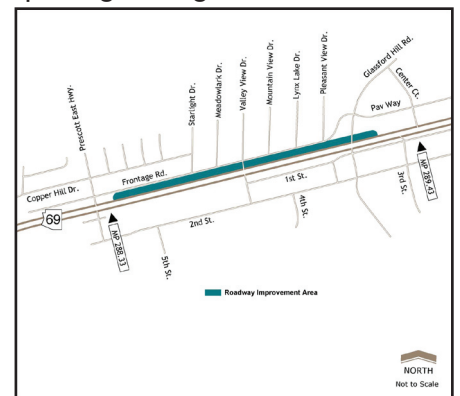 Glassford Hill Rd.
Center Ct.
Pleasant View Dr.
Lynx Lake Dr.
Mountain View Dr.
Valley View Dr.
Meadowlark Dr.
Starlight Dr.
Prescott East Hwy.
Pav Way
Frontage Rd.
Copper Hill Dr.
1st St.
3rd St.
MP 289.43
69
2nd St.
4th St.
MP 288.33
5th St.
Roadway Improvement Area
NORTH
Not to Scale